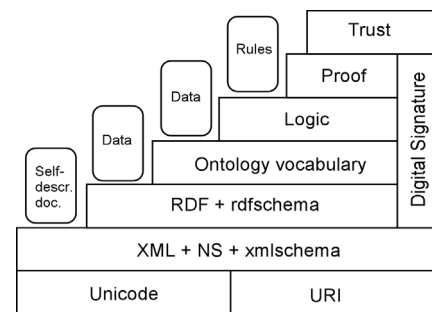 Trust
Rules
Proof
Data
Logic
Digital Signature
Data
Ontology vocabulary
Self-
descr.
doc.
RDF + rdfschema
XML + NS + xmlschema
Unicode
URI